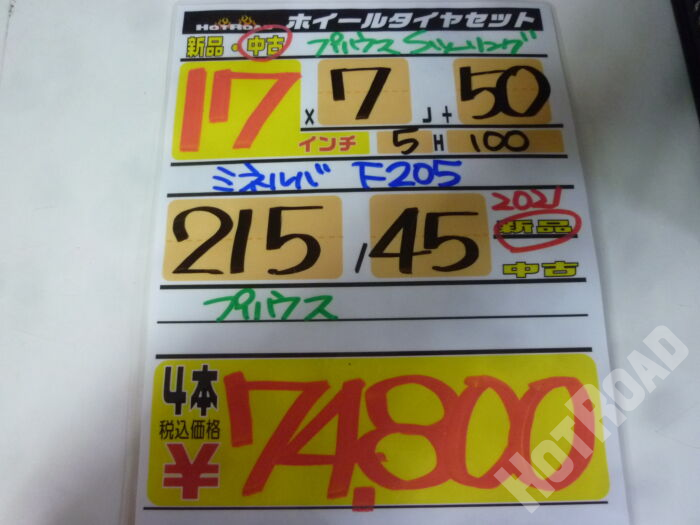 HOTROAD ホイールタイヤセット
新品・中古 プリウス Sツーリング
17 x 7 J + 50
インチ 5 H 100
ミネルバ F205
2021
215 / 45 新品
中古
プリウス
4本
税込価格
¥74,800
HOTROAD